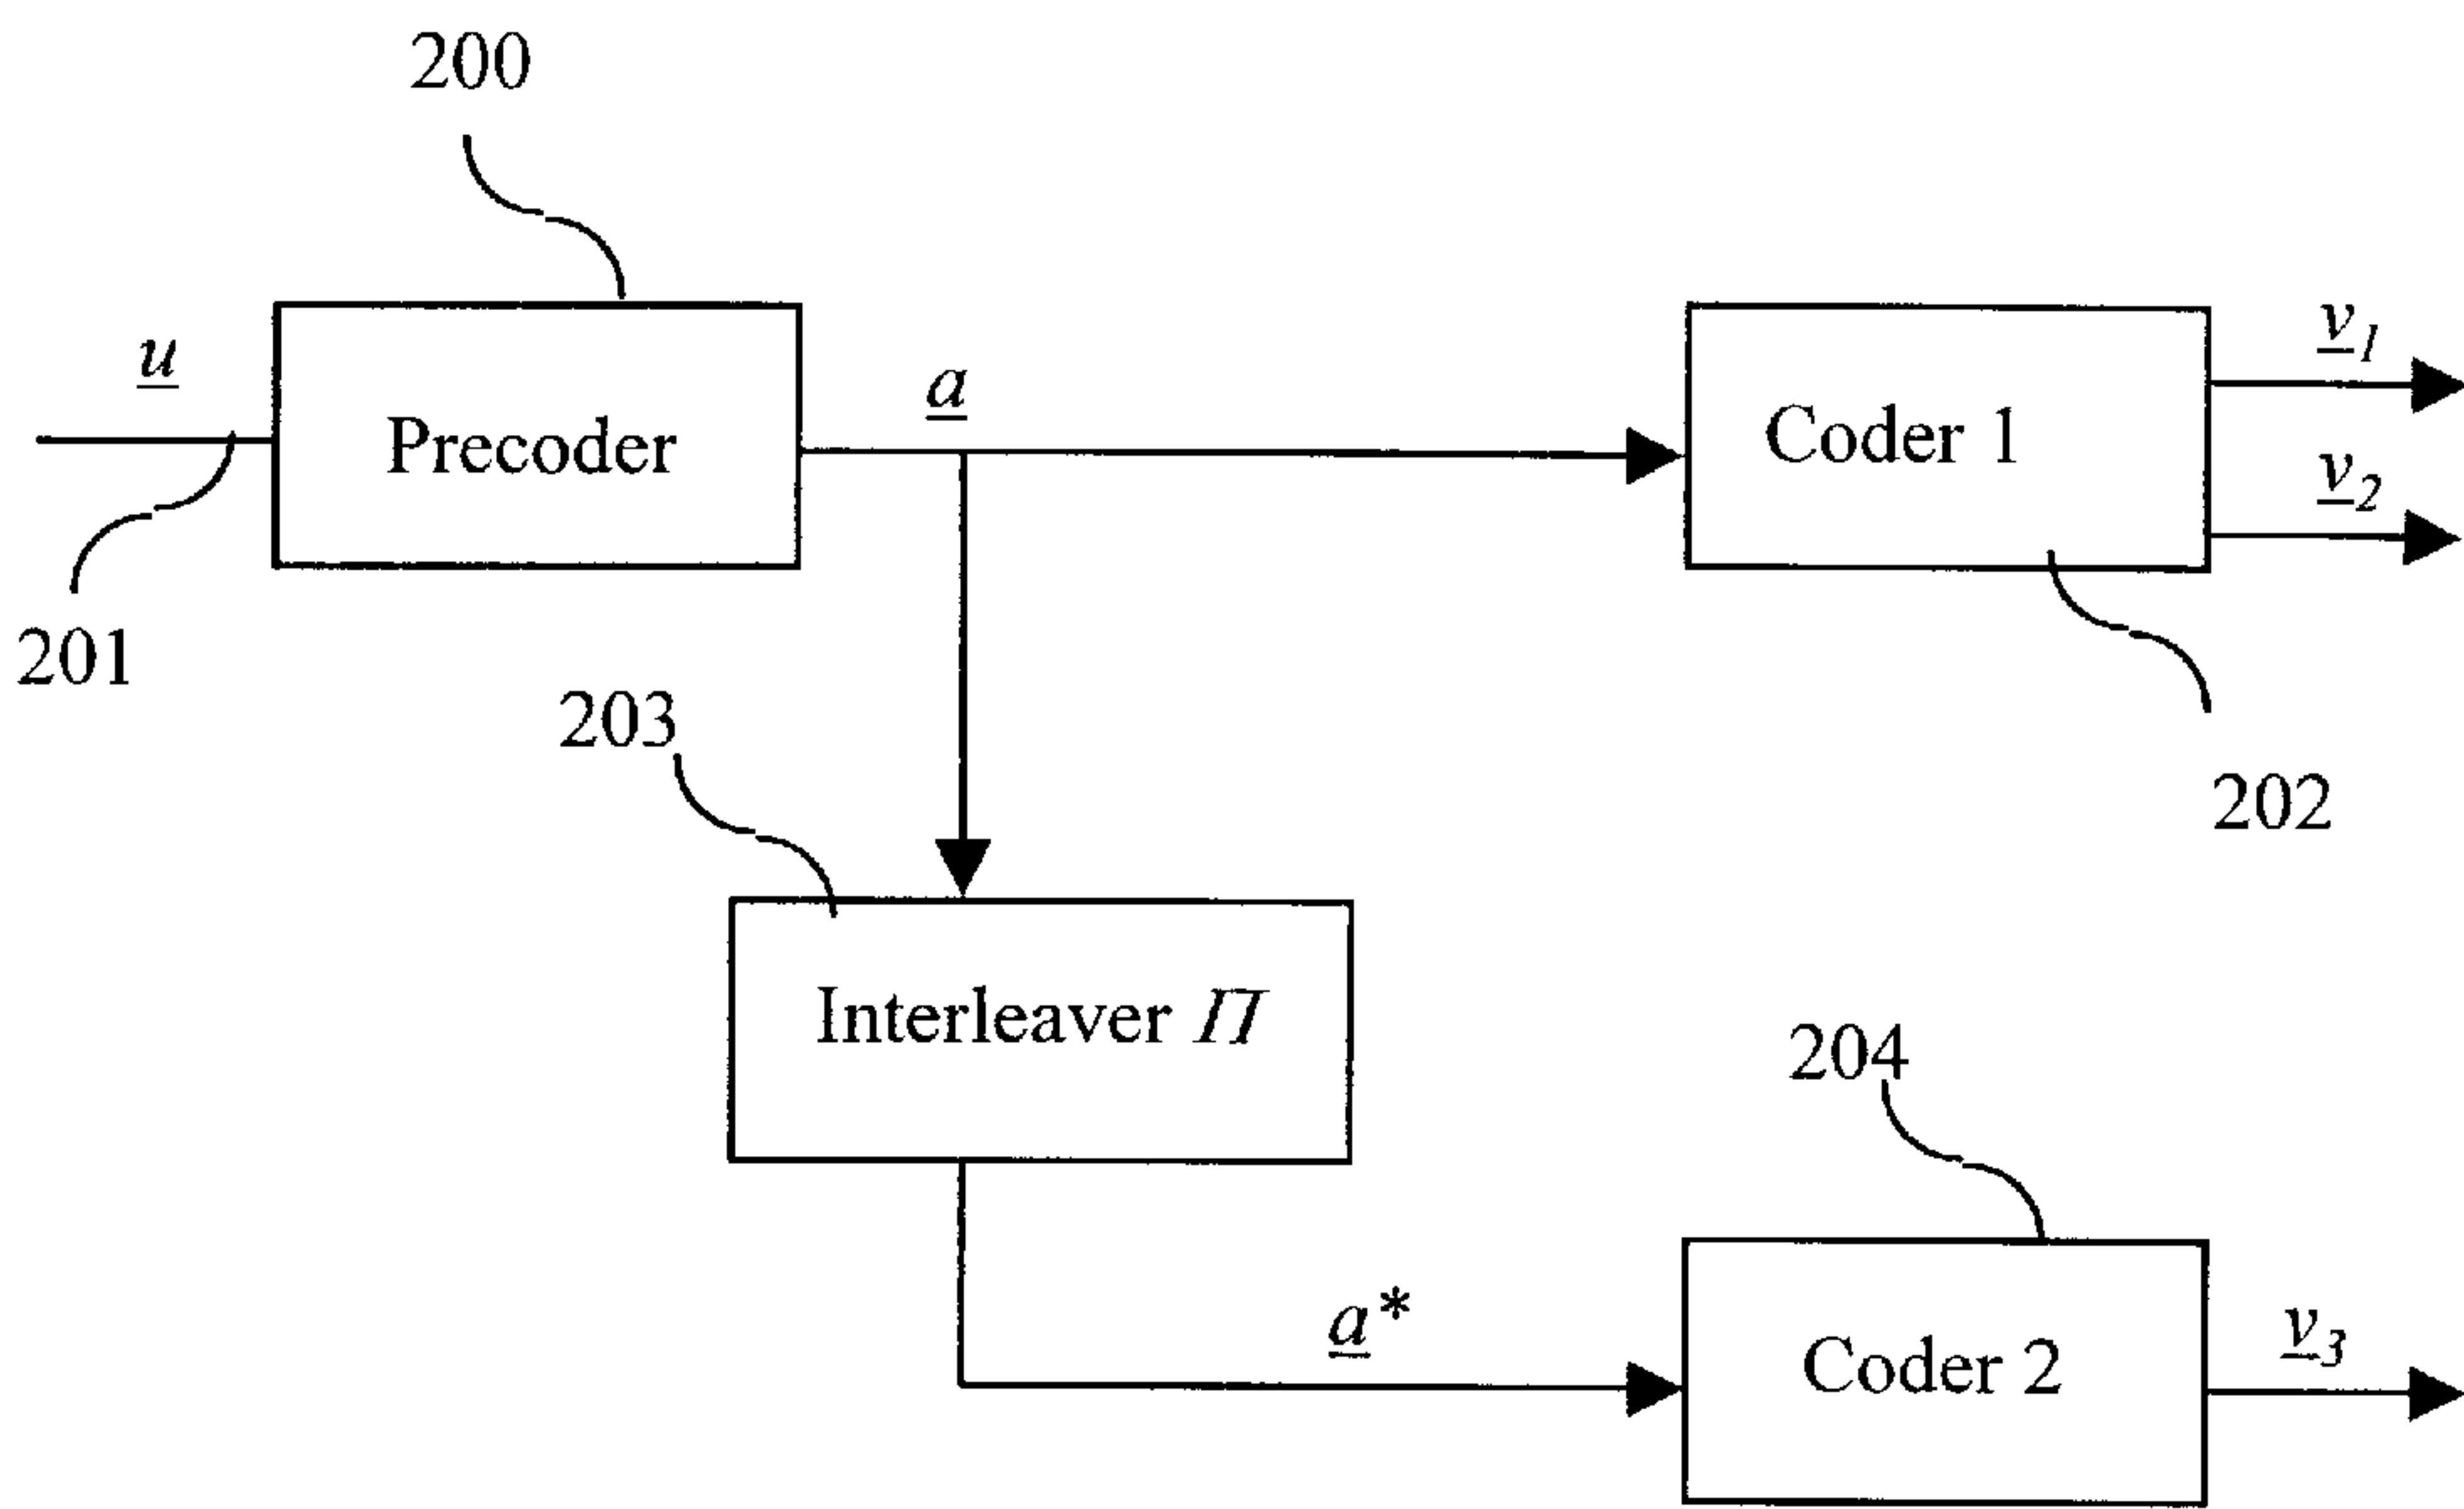 200
u
Precoder
a
Coder 1
v1
v2
201
203
202
Interleaver Π
204
a*
Coder 2
v3